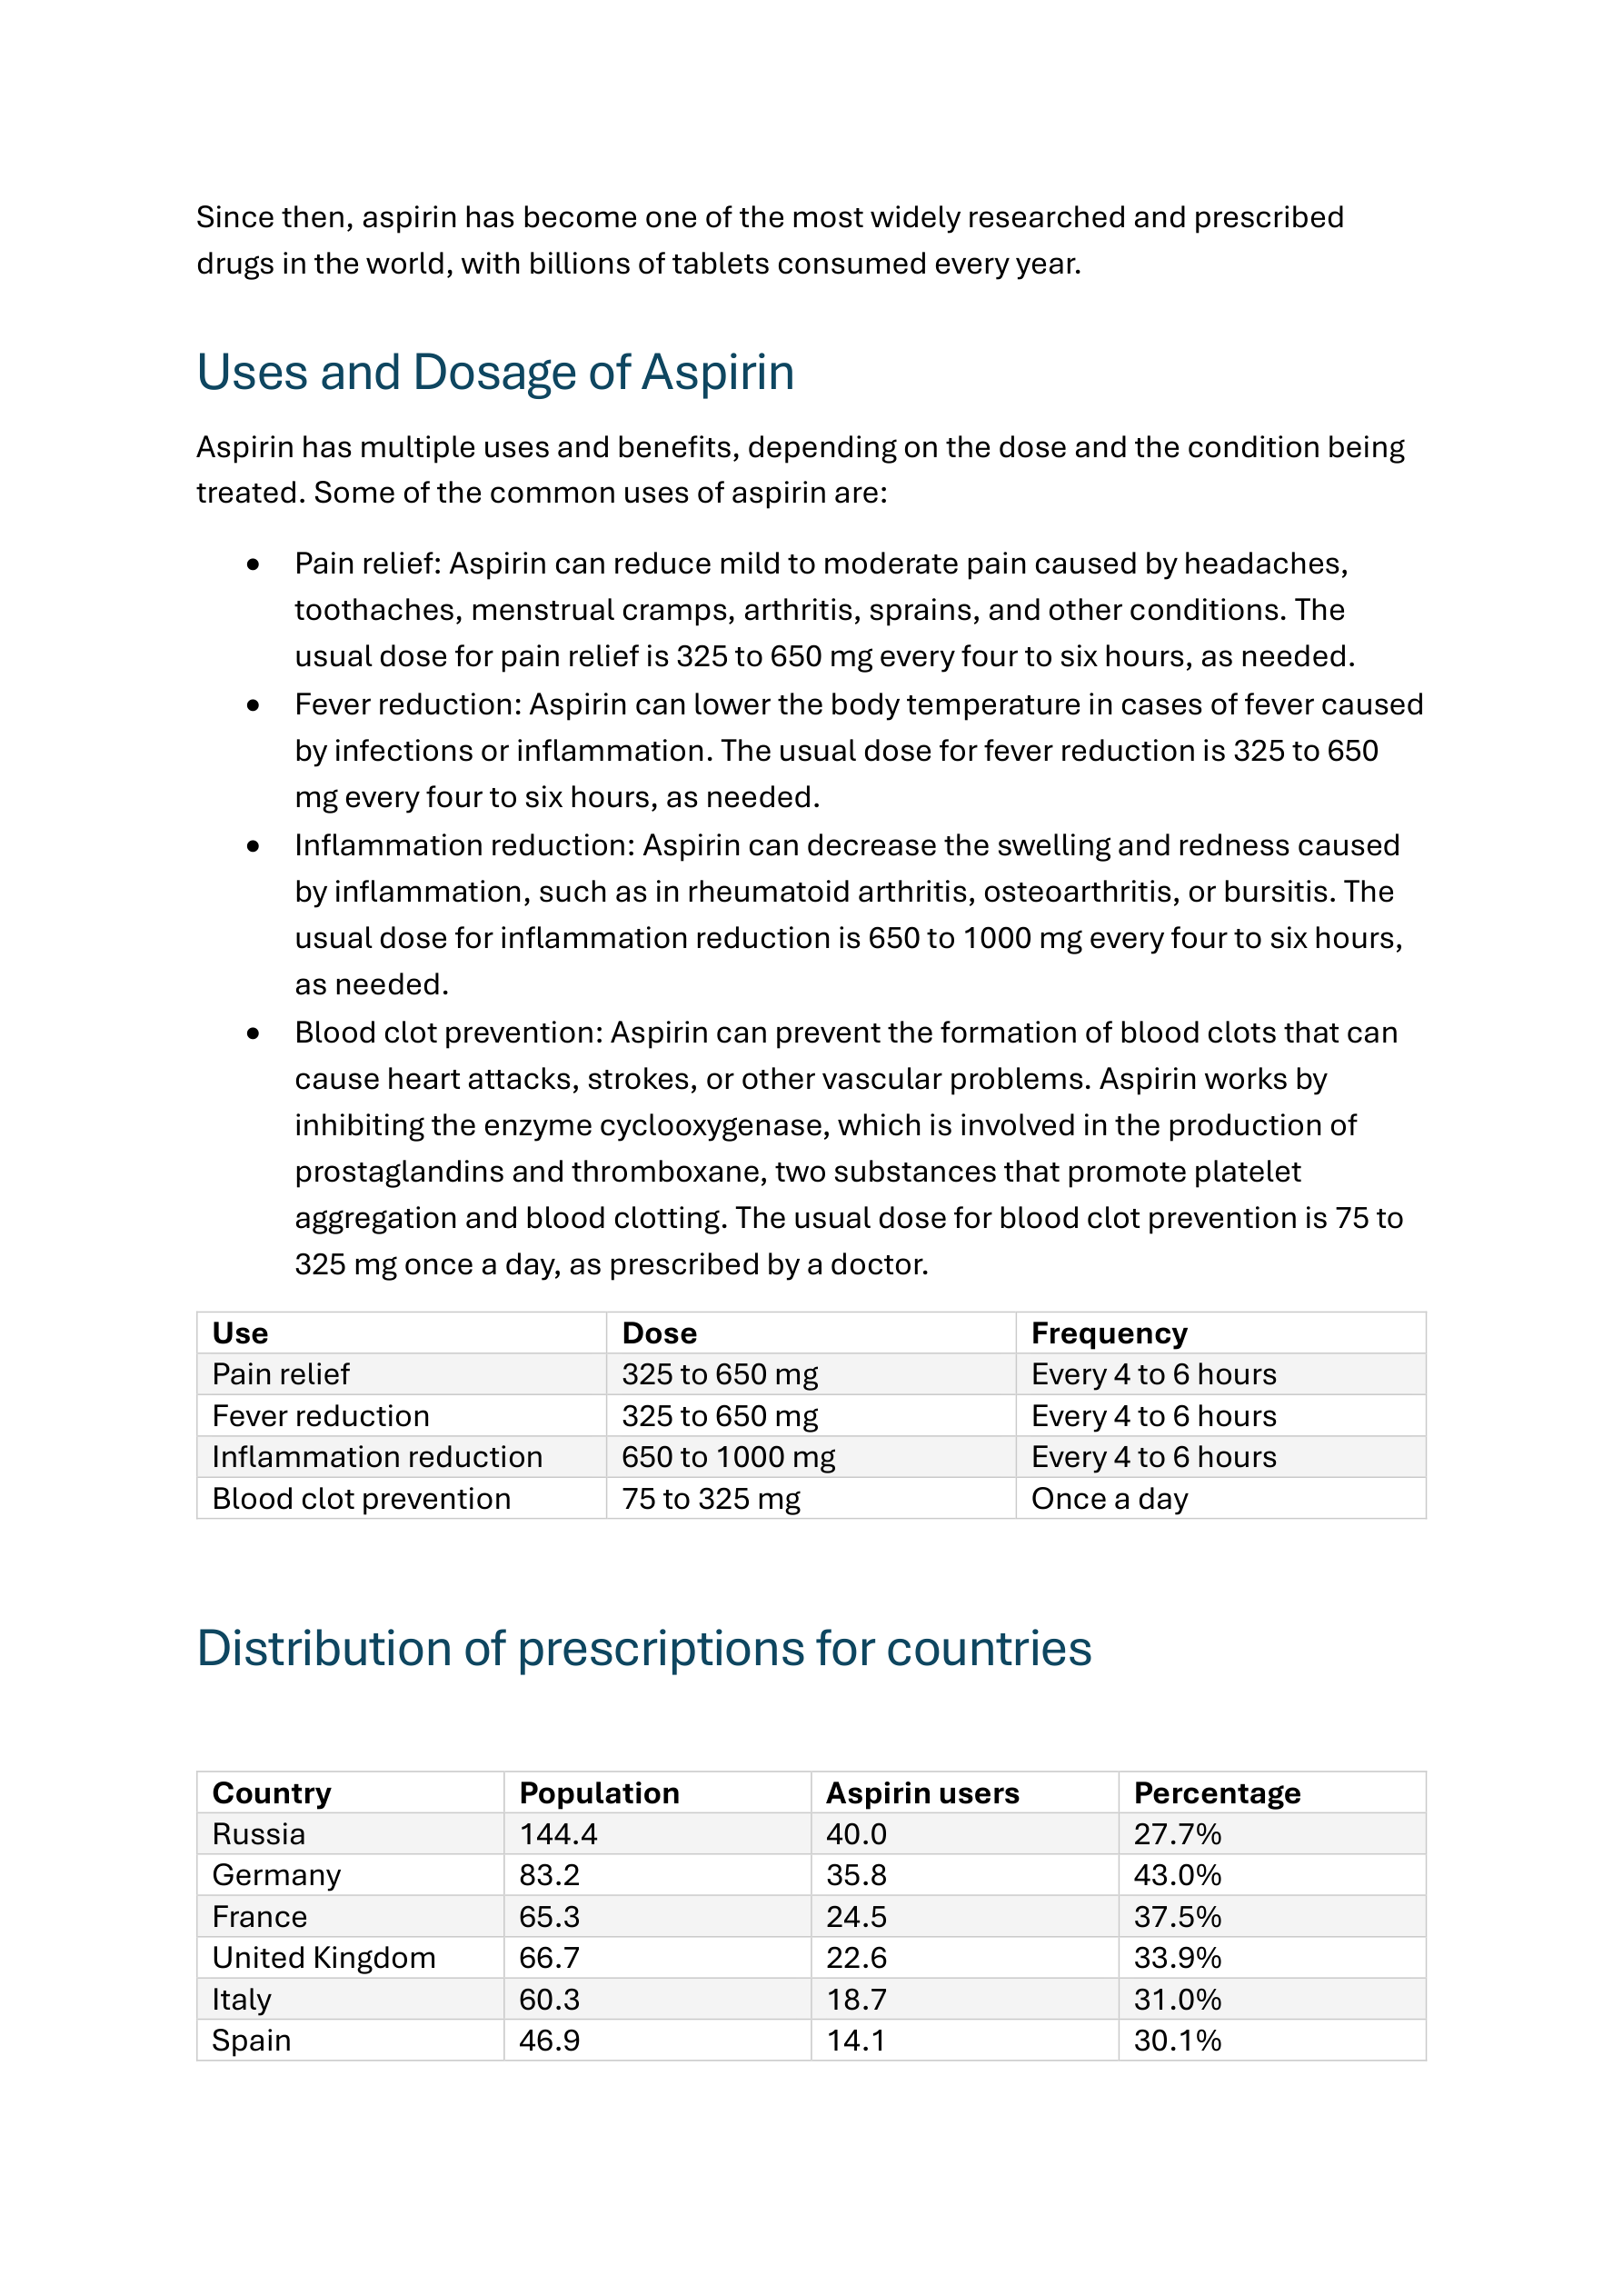 Since then, aspirin has become one of the most widely researched and prescribed
drugs in the world, with billions of tablets consumed every year.
Uses and Dosage of Aspirin
Aspirin has multiple uses and benefits, depending on the dose and the condition being
treated. Some of the common uses of aspirin are:
• Pain relief: Aspirin can reduce mild to moderate pain caused by headaches,
toothaches, menstrual cramps, arthritis, sprains, and other conditions. The
usual dose for pain relief is 325 to 650 mg every four to six hours, as needed.
• Fever reduction: Aspirin can lower the body temperature in cases of fever caused
by infections or inflammation. The usual dose for fever reduction is 325 to 650
mg every four to six hours, as needed.
• Inflammation reduction: Aspirin can decrease the swelling and redness caused
by inflammation, such as in rheumatoid arthritis, osteoarthritis, or bursitis. The
usual dose for inflammation reduction is 650 to 1000 mg every four to six hours,
as needed.
• Blood clot prevention: Aspirin can prevent the formation of blood clots that can
cause heart attacks, strokes, or other vascular problems. Aspirin works by
inhibiting the enzyme cyclooxygenase, which is involved in the production of
prostaglandins and thromboxane, two substances that promote platelet
aggregation and blood clotting. The usual dose for blood clot prevention is 75 to
325 mg once a day, as prescribed by a doctor.
Use Dose Frequency
Pain relief 325 to 650 mg Every 4 to 6 hours
Fever reduction 325 to 650 mg Every 4 to 6 hours
Inflammation reduction 650 to 1000 mg Every 4 to 6 hours
Blood clot prevention 75 to 325 mg Once a day
Distribution of prescriptions for countries
Country Population Aspirin users Percentage
Russia 144.4 40.0 27.7%
Germany 83.2 35.8 43.0%
France 65.3 24.5 37.5%
United Kingdom 66.7 22.6 33.9%
Italy 60.3 18.7 31.0%
Spain 46.9 14.1 30.1%